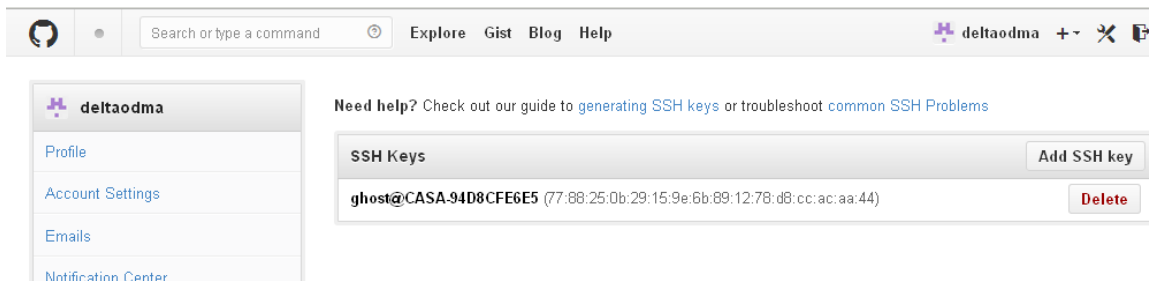 Search or type a command Explore Gist Blog Help deltaodma
deltaodma
Profile
Account Settings
Emails
Notification Center
Need help? Check out our guide to generating SSH keys or troubleshoot common SSH Problems
SSH Keys Add SSH key
ghost@CASA-94D8CFE6E5 (77:88:25:0b:29:15:9e:6b:89:12:78:d8:cc:ac:aa:44) Delete